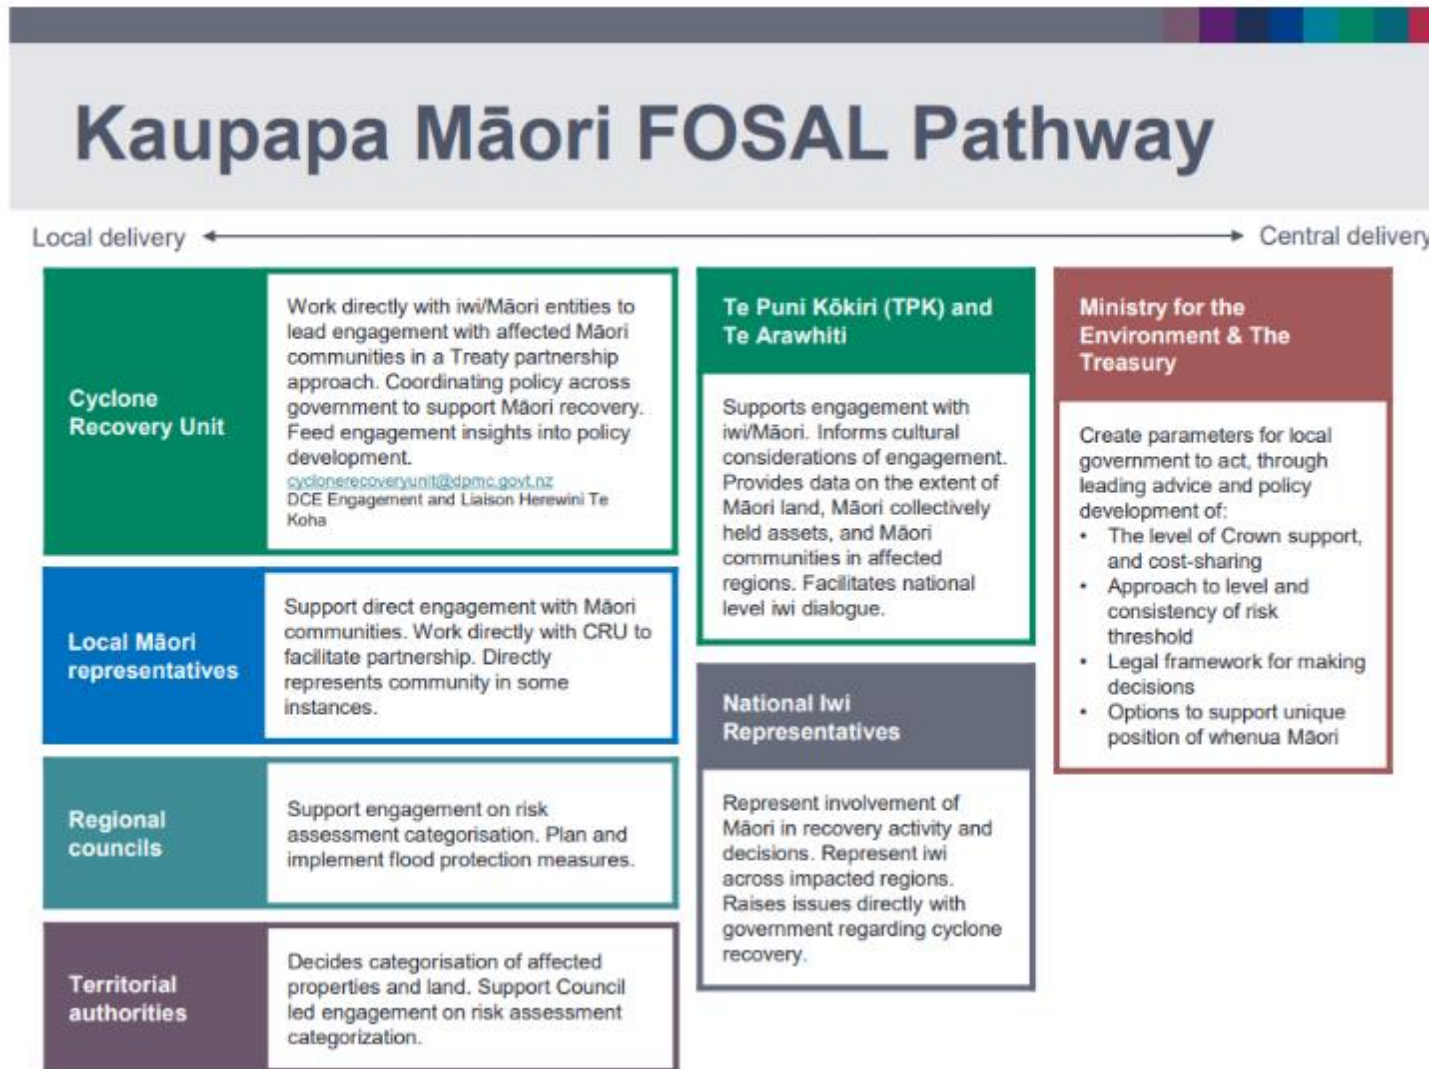 Kaupapa Māori FOSAL Pathway
Local delivery
Central delivery
Cyclone
Recovery Unit
Work directly with iwi/Māori entities to
lead engagement with affected Māori
communities in a Treaty partnership
approach. Coordinating policy across
government to support Māori recovery.
Feed engagement insights into policy
development.
cyclonerecoveryunit@dpmc.govt.nz
DCE Engagement and Liaison Herewini Te
Koha
Local Māori
representatives
Support direct engagement with Māori
communities. Work directly with CRU to
facilitate partnership. Directly
represents community in some
instances.
Regional
councils
Support engagement on risk
assessment categorisation. Plan and
implement flood protection measures.
Territorial
authorities
Decides categorisation of affected
properties and land. Support Council
led engagement on risk assessment
categorization.
Te Puni Kōkiri (TPK) and
Te Arawhiti
Supports engagement with
iwi/Māori. Informs cultural
considerations of engagement.
Provides data on the extent of
Māori land, Māori collectively
held assets, and Māori
communities in affected
regions. Facilitates national
level iwi dialogue.
National Iwi
Representatives
Represent involvement of
Māori in recovery activity and
decisions. Represent iwi
across impacted regions.
Raises issues directly with
government regarding cyclone
recovery.
Ministry for the
Environment & The
Treasury
Create parameters for local
government to act, through
leading advice and policy
development of:
• The level of Crown support,
and cost-sharing
• Approach to level and
consistency of risk
threshold
• Legal framework for making
decisions
• Options to support unique
position of whenua Māori